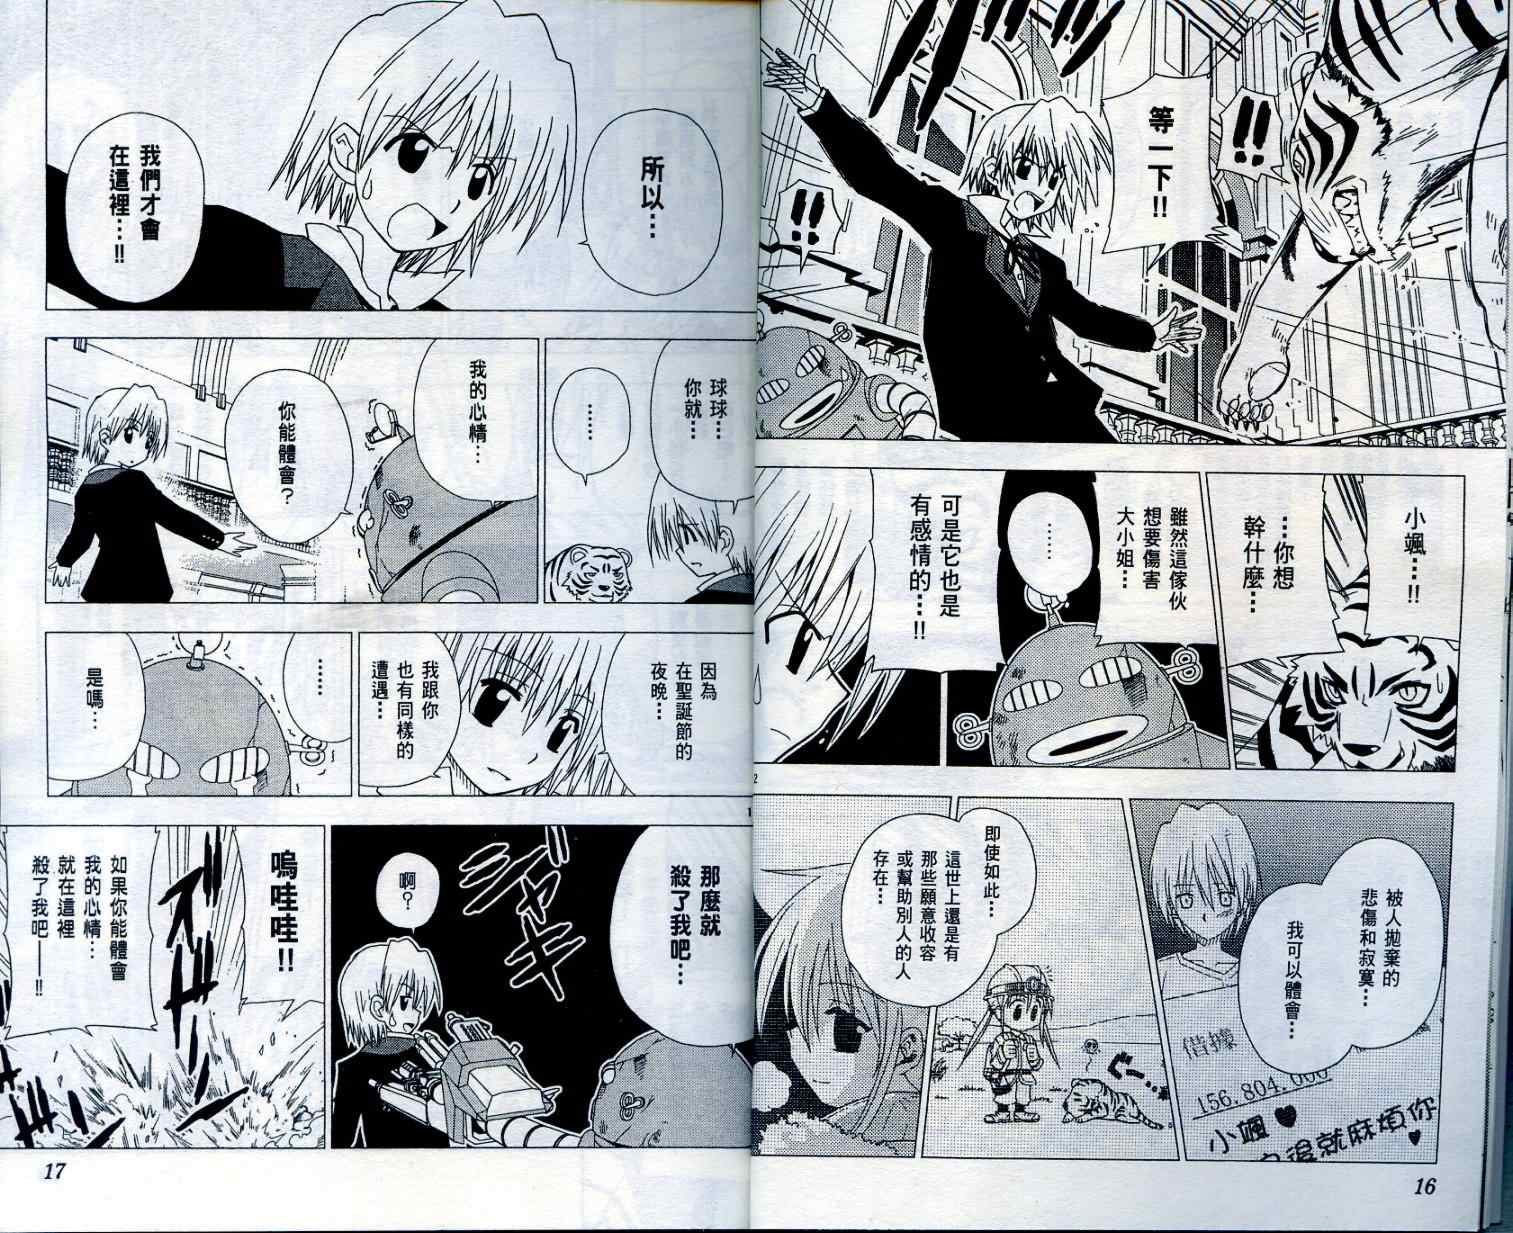 等一下!!
!!
!!
小颯…!!
…你想
幹什麼…
雖然這傢伙
想要傷害
大小姐…
……
可是它也是
有感情的…!!
被人拋棄的
悲傷和寂寞…
我可以體會…
借據
156.804.000
小颯♥
就麻煩你
♥
即使如此…
這世上還是有
那些願意收容
或幫助別人的人
存在…
ぐー…
16
所以…
我們才會
在這裡…!!
球球…
你就…
……
我的心情…
你能體會?
因為
在聖誕節的
夜晚…
我跟你
也有同樣的
遭遇…
……
是嗎…
那麼就
殺了我吧…
ジャキ
啊?
嗚哇哇!!
如果你能體會
我的心情…
就在這裡
殺了我吧——!!
17